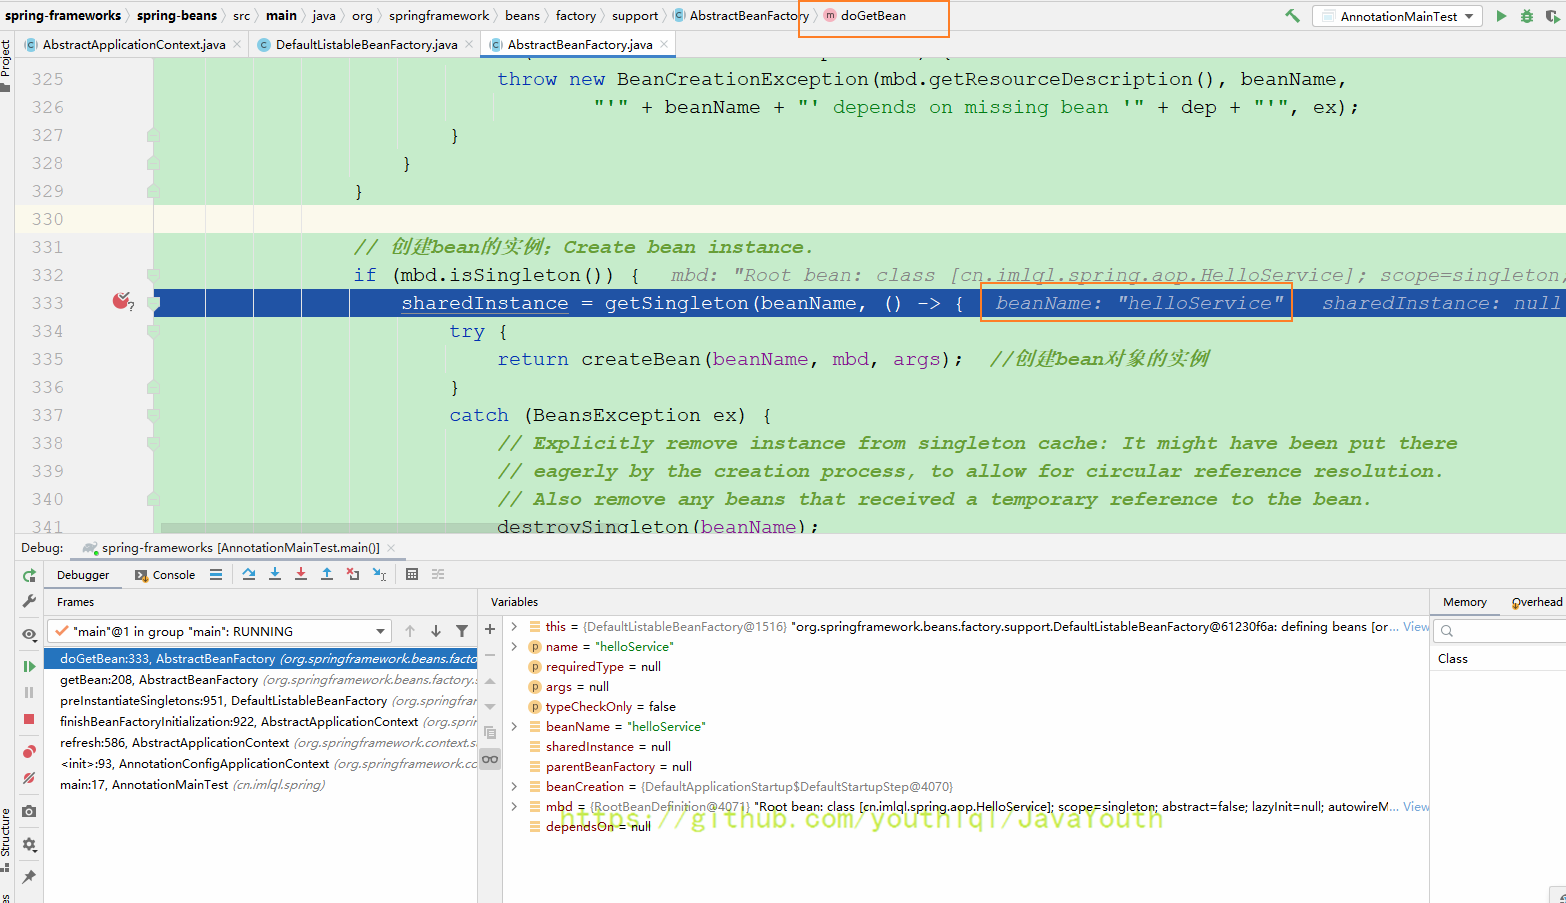 spring-frameworks › spring-beans › src › main › java › org › springframework › beans › factory › support › AbstractBeanFactory › doGetBean
AnnotationMainTest
AbstractApplicationContext.java
DefaultListableBeanFactory.java
AbstractBeanFactory.java
Project
325 throw new BeanCreationException(mbd.getResourceDescription(), beanName,
326 "'" + beanName + "' depends on missing bean '" + dep + "'", ex);
327 }
328 }
329 }
330
331 // 创建bean的实例；Create bean instance.
332 if (mbd.isSingleton()) { mbd: "Root bean: class [cn.imlql.spring.aop.HelloService]; scope=singleton;
333 sharedInstance = getSingleton(beanName, () -> { beanName: "helloService" sharedInstance: null
334 try {
335 return createBean(beanName, mbd, args); //创建bean对象的实例
336 }
337 catch (BeansException ex) {
338 // Explicitly remove instance from singleton cache: It might have been put there
339 // eagerly by the creation process, to allow for circular reference resolution.
340 // Also remove any beans that received a temporary reference to the bean.
341 destroySingleton(beanName);
Debug: spring-frameworks [AnnotationMainTest.main()]
Debugger Console
Frames
"main"@1 in group "main": RUNNING
doGetBean:333, AbstractBeanFactory (org.springframework.beans.facto
getBean:208, AbstractBeanFactory (org.springframework.beans.factory.s
preInstantiateSingletons:951, DefaultListableBeanFactory (org.springfran
finishBeanFactoryInitialization:922, AbstractApplicationContext (org.sprin
refresh:586, AbstractApplicationContext (org.springframework.context.s
<init>:93, AnnotationConfigApplicationContext (org.springframework.co
main:17, AnnotationMainTest (cn.imlql.spring)
Variables
this = {DefaultListableBeanFactory@1516} "org.springframework.beans.factory.support.DefaultListableBeanFactory@61230f6a: defining beans [or... View
name = "helloService"
requiredType = null
args = null
typeCheckOnly = false
beanName = "helloService"
sharedInstance = null
parentBeanFactory = null
beanCreation = {DefaultApplicationStartup$DefaultStartupStep@4070}
mbd = {RootBeanDefinition@4071} "Root bean: class [cn.imlql.spring.aop.HelloService]; scope=singleton; abstract=false; lazyInit=null; autowireM... View
dependsOn = null
https://github.com/youthlql/JavaYouth
Memory Overhead
Class
Structure